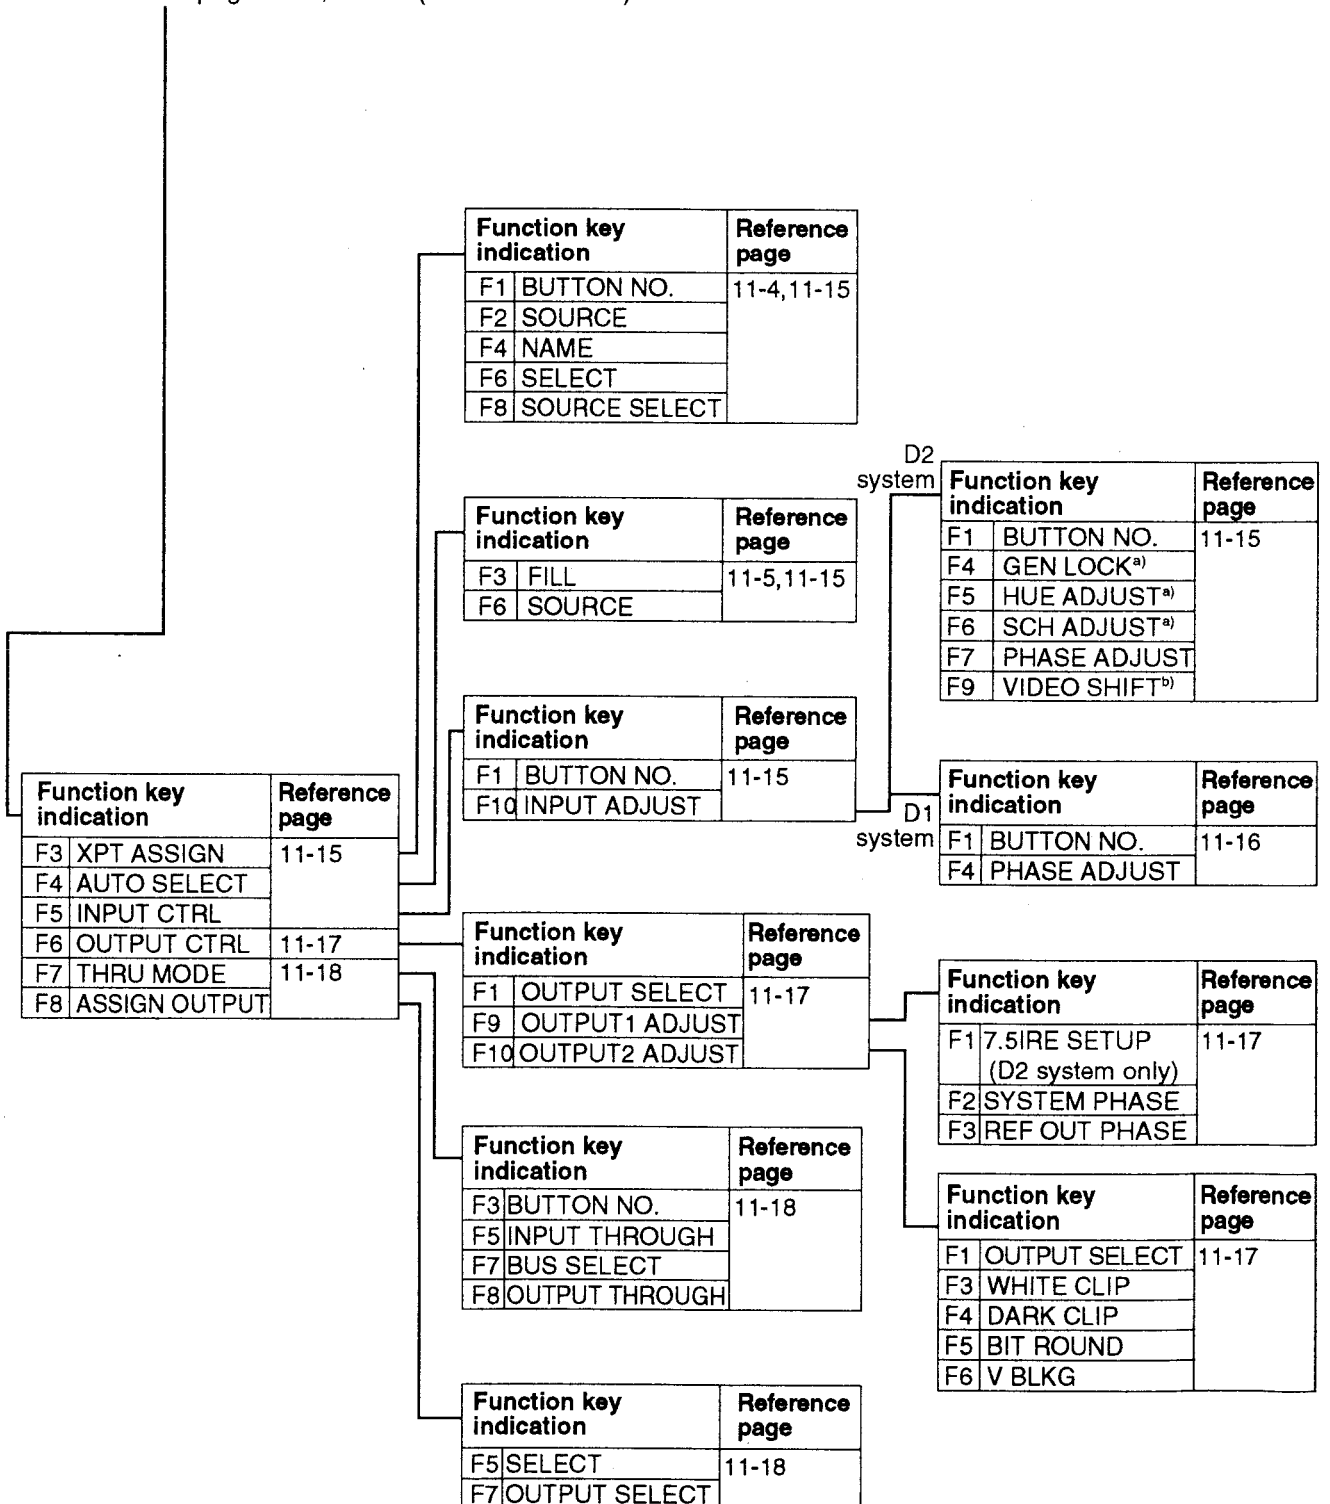 Function key Reference
indication page
F1 BUTTON NO. 11-4,11-15
F2 SOURCE
F4 NAME
F6 SELECT
F8 SOURCE SELECT
Function key Reference
indication page
F3 FILL 11-5,11-15
F6 SOURCE
D2
system
Function key Reference
indication page
F1 BUTTON NO. 11-15
F4 GEN LOCKa)
F5 HUE ADJUSTa)
F6 SCH ADJUSTa)
F7 PHASE ADJUST
F9 VIDEO SHIFTb)
Function key Reference
indication page
F1 BUTTON NO. 11-15
F10 INPUT ADJUST
D1
system
Function key Reference
indication page
F1 BUTTON NO. 11-16
F4 PHASE ADJUST
Function key Reference
indication page
F3 XPT ASSIGN 11-15
F4 AUTO SELECT
F5 INPUT CTRL
F6 OUTPUT CTRL 11-17
F7 THRU MODE 11-18
F8 ASSIGN OUTPUT
Function key Reference
indication page
F1 OUTPUT SELECT 11-17
F9 OUTPUT1 ADJUST
F10 OUTPUT2 ADJUST
Function key Reference
indication page
F1 7.5IRE SETUP 11-17
(D2 system only)
F2 SYSTEM PHASE
F3 REF OUT PHASE
Function key Reference
indication page
F3 BUTTON NO. 11-18
F5 INPUT THROUGH
F7 BUS SELECT
F8 OUTPUT THROUGH
Function key Reference
indication page
F1 OUTPUT SELECT 11-17
F3 WHITE CLIP
F4 DARK CLIP
F5 BIT ROUND
F6 V BLKG
Function key Reference
indication page
F5 SELECT 11-18
F7 OUTPUT SELECT